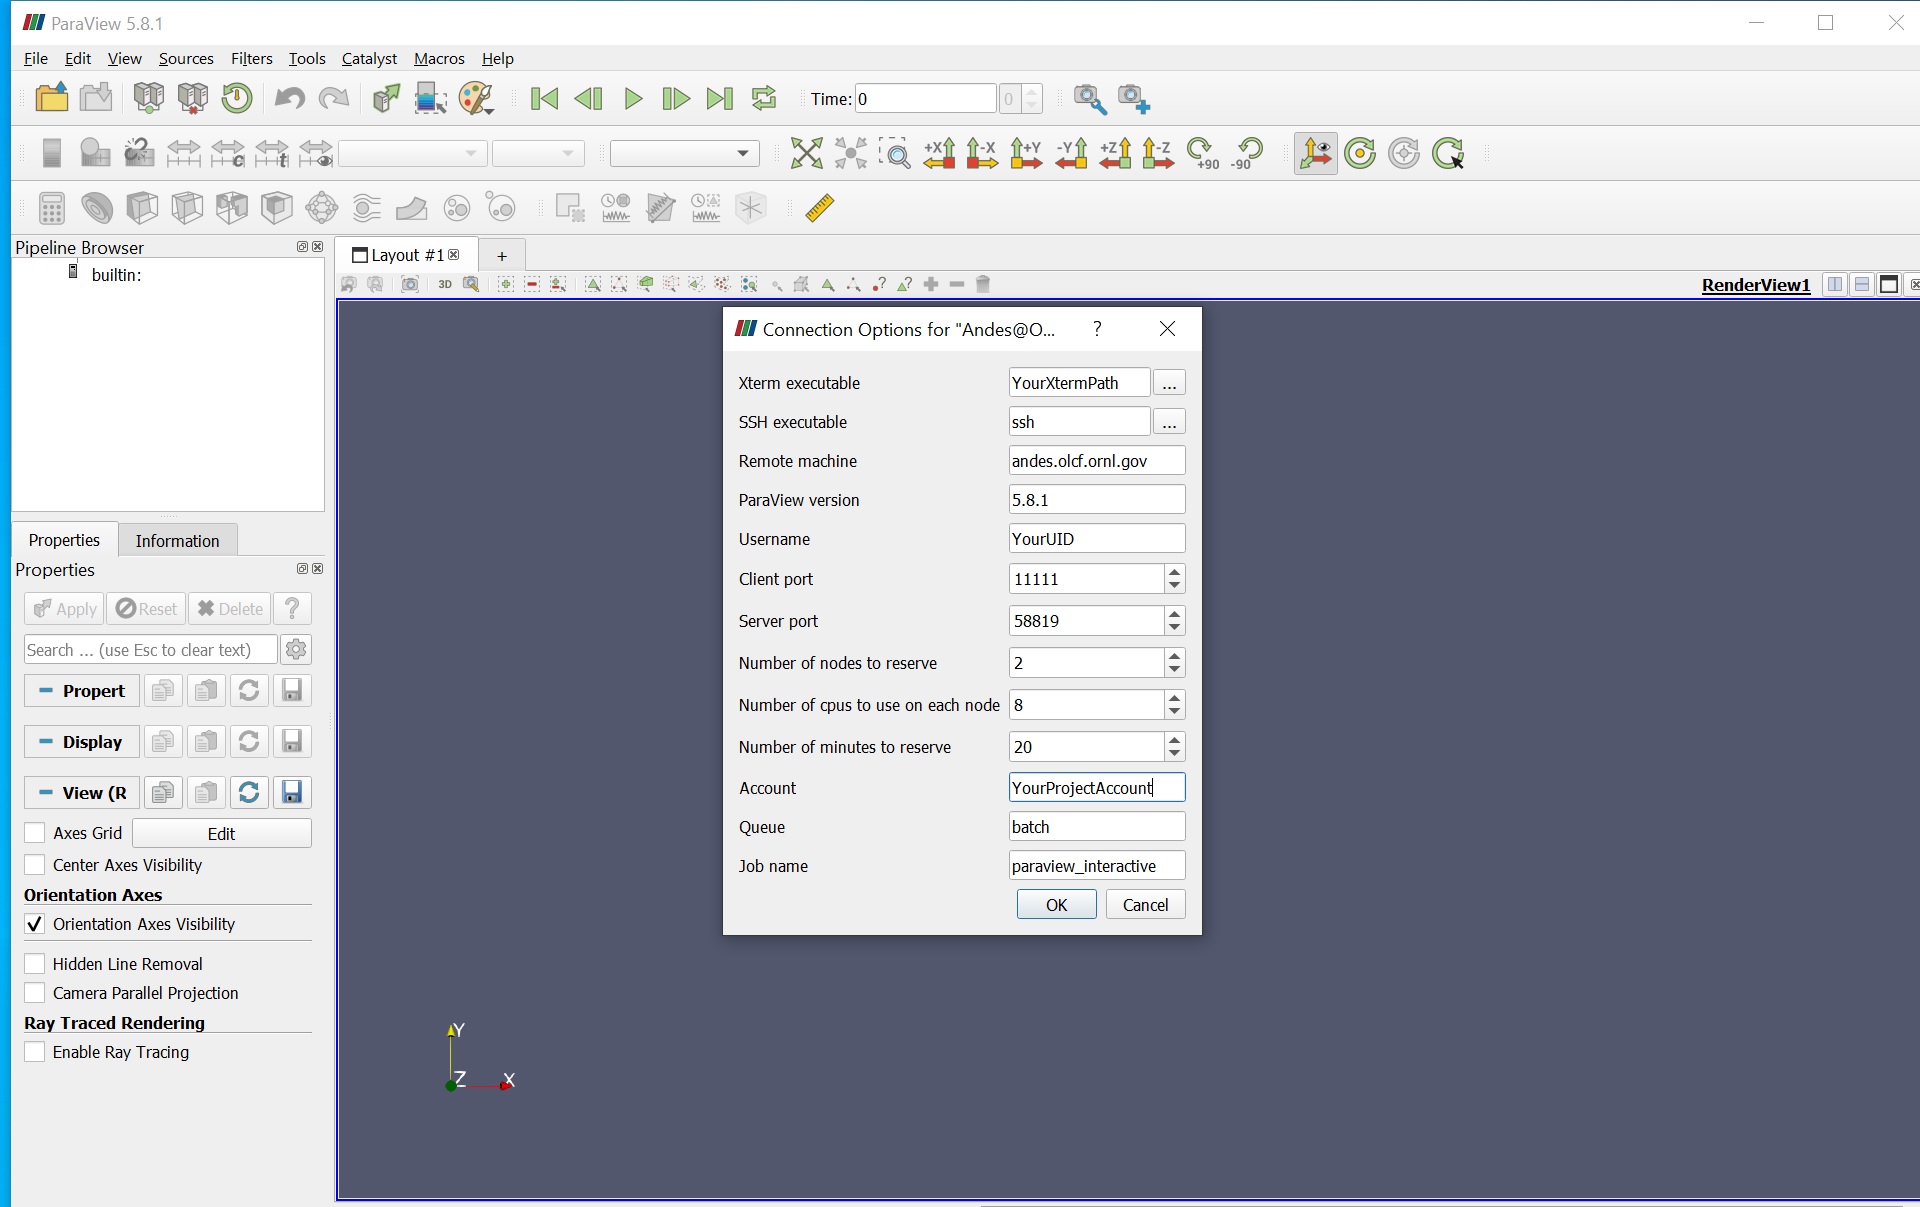 ParaView 5.8.1
File Edit View Sources Filters Tools Catalyst Macros Help
Time: 0 0
c t +X -X +Y -Y +Z -Z +90 -90
Pipeline Browser
builtin:
Layout #1 +
3D
RenderView1
Connection Options for "Andes@O... ?
Xterm executable YourXtermPath ...
SSH executable ssh ...
Remote machine andes.olcf.ornl.gov
ParaView version 5.8.1
Username YourUID
Client port 11111
Server port 58819
Number of nodes to reserve 2
Number of cpus to use on each node 8
Number of minutes to reserve 20
Account YourProjectAccount
Queue batch
Job name paraview_interactive
OK Cancel
Properties Information
Properties
Apply Reset Delete ?
Search ... (use Esc to clear text)
Propert
Display
View (R
Axes Grid Edit
Center Axes Visibility
Orientation Axes
Orientation Axes Visibility
Hidden Line Removal
Camera Parallel Projection
Ray Traced Rendering
Enable Ray Tracing
Y
Z X